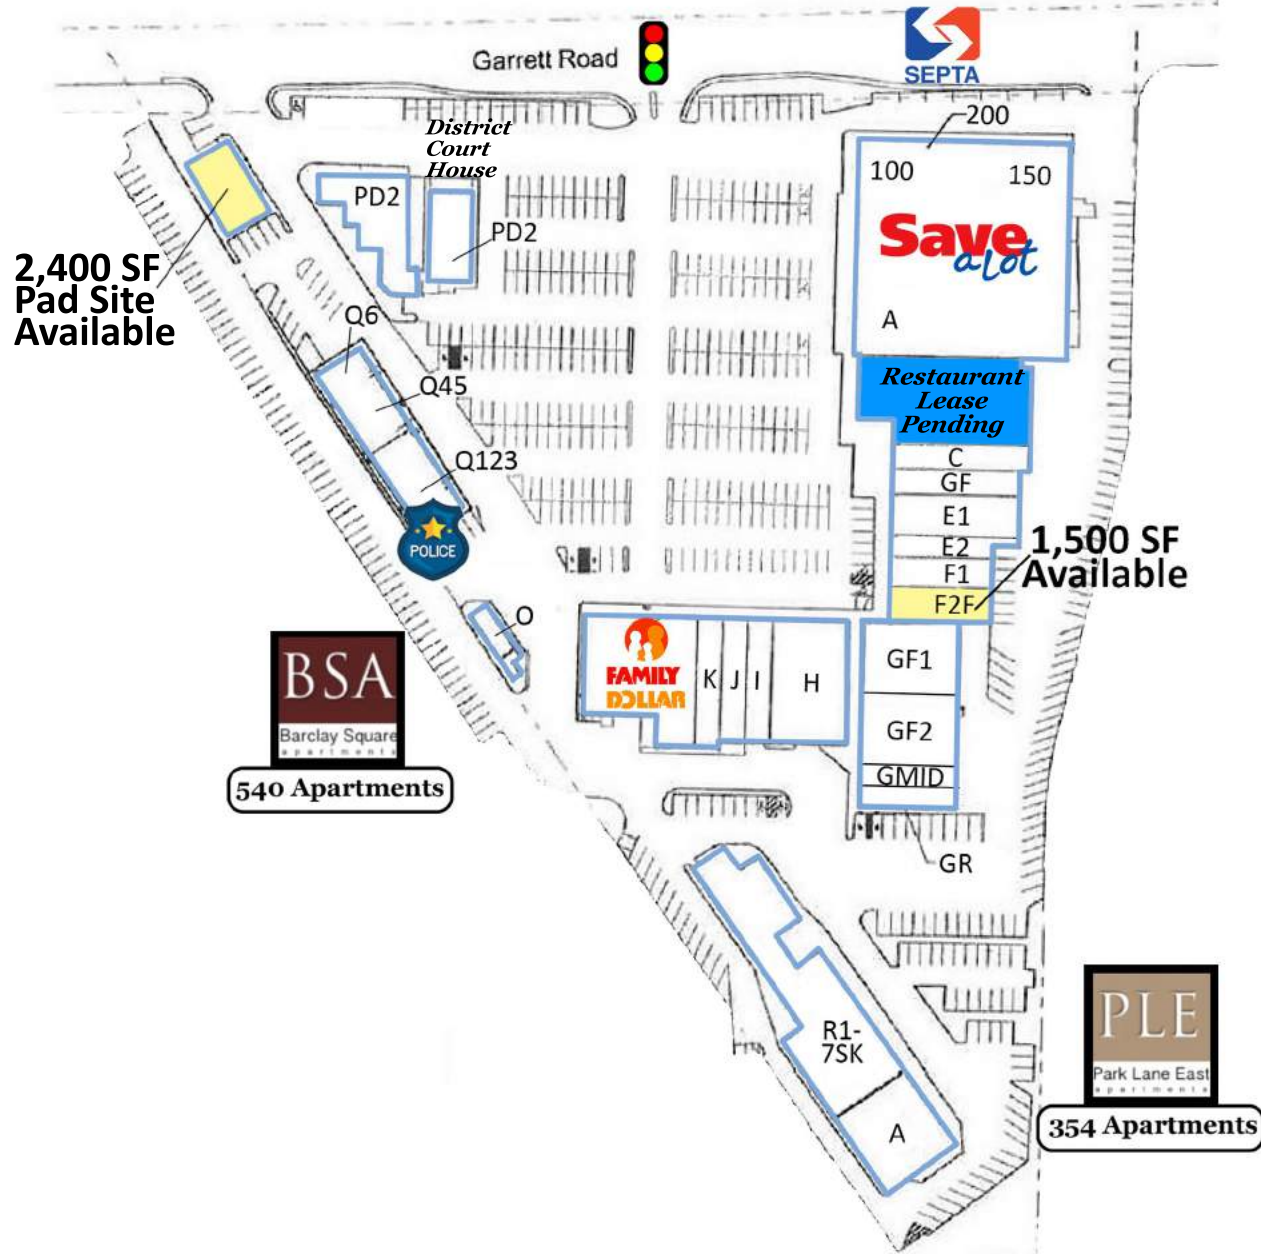 Garrett Road
SEPTA
200
100
150
Save
a lot
A
District
Court
House
PD2
PD2
2,400 SF
Pad Site
Available
Q6
Q45
Q123
POLICE
Restaurant
Lease
Pending
C
GF
E1
E2
F1
F2F
1,500 SF
Available
O
FAMILY
DOLLAR
K
J
I
H
GF1
GF2
GMID
GR
BSA
Barclay Square
apartments
540 Apartments
R1-
7SK
A
PLE
Park Lane East
apartments
354 Apartments